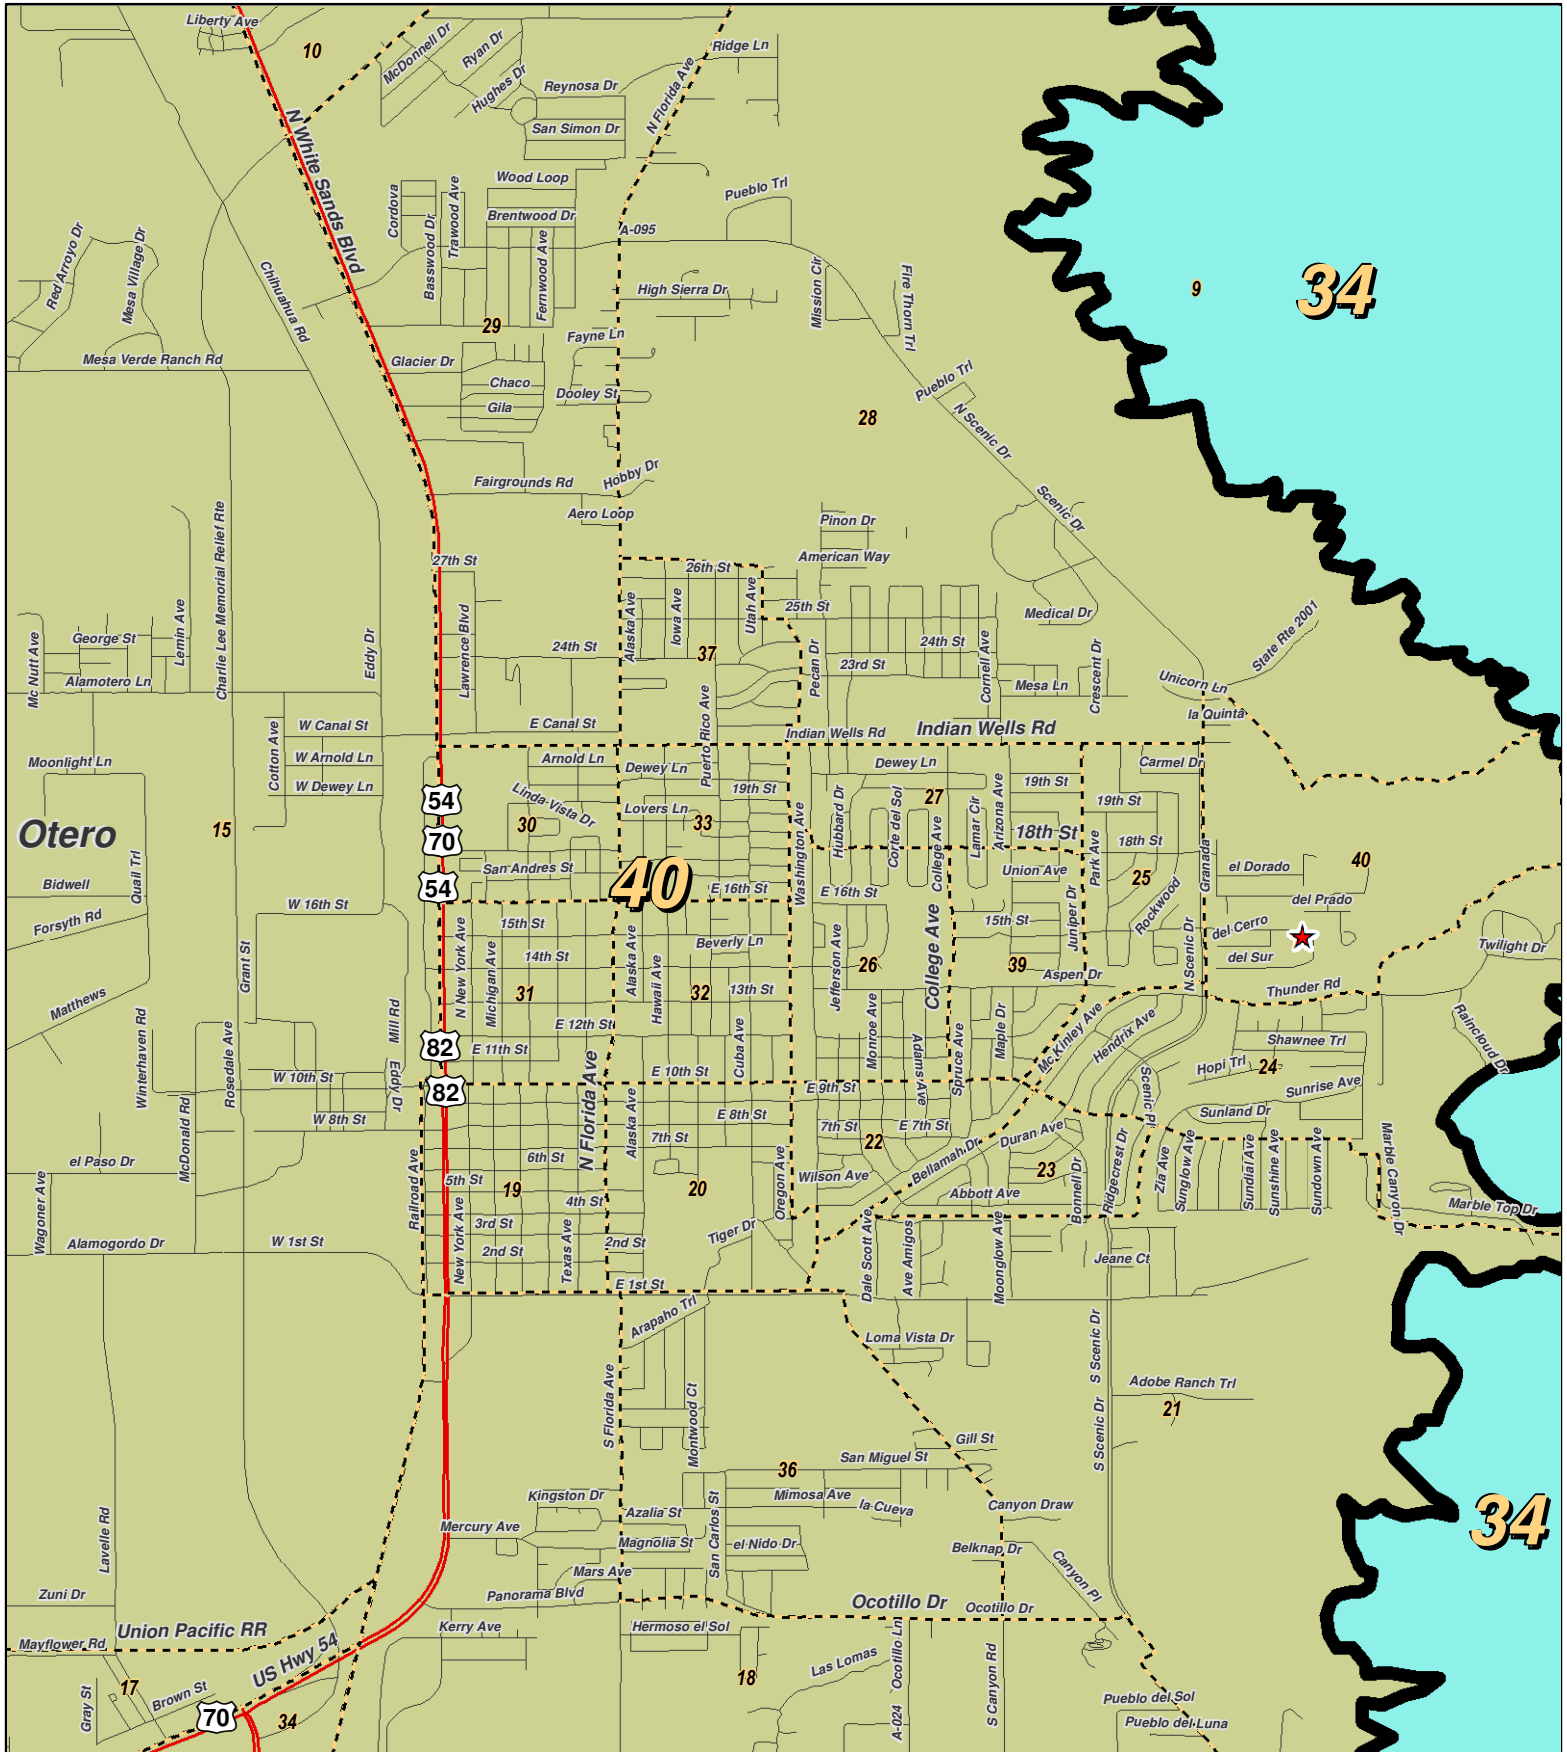 Liberty Ave
10
McDonnell Dr
Ryan Dr
Hughes Dr
Ridge Ln
Reynosa Dr
N Florida Ave
San Simon Dr
N White Sands Blvd
Wood Loop
Cordova
Trawood Ave
Pueblo Trl
Brentwood Dr
Basswood Dr
A-095
Red Arroyo Dr
Mesa Village Dr
Fernwood Ave
Chihuahua Rd
High Sierra Dr
Mission Cir
Fire Thorn Trl
9
34
29
Fayne Ln
Mesa Verde Ranch Rd
Glacier Dr
Chaco
Dooley St
Pueblo Trl
Gila
28
N Scenic Dr
Fairgrounds Rd
Hobby Dr
Aero Loop
Scenic Dr
Pinon Dr
American Way
27th St
26th St
Charlie Lee Memorial Relief Rte
Alaska Ave
Iowa Ave
Utah Ave
25th St
Medical Dr
State Rte 2001
Mc Nutt Ave
George St
Lemin Ave
Eddy Dr
Lawrence Blvd
24th St
37
Pecan Dr
24th St
23rd St
Cornell Ave
Crescent Dr
Alamotero Ln
Mesa Ln
Unicorn Ln
la Quinta
Puerto Rico Ave
W Canal St
E Canal St
Indian Wells Rd
Indian Wells Rd
Cotton Ave
Moonlight Ln
W Arnold Ln
Arnold Ln
Dewey Ln
Dewey Ln
Carmel Dr
W Dewey Ln
19th St
19th St
19th St
54
Linda Vista Dr
Lovers Ln
Washington Ave
Hubbard Dr
Corte del Sol
27
College Ave
Lamar Cir
Arizona Ave
Otero
15
70
30
33
18th St
Park Ave
18th St
Granada
Quail Trl
San Andres St
40
el Dorado
40
Union Ave
25
Bidwell
54
E 16th St
E 16th St
Rockwood
del Prado
W 16th St
Forsyth Rd
15th St
15th St
Juniper Dr
del Cerro
Beverly Ln
N New York Ave
Michigan Ave
14th St
Alaska Ave
Hawaii Ave
Jefferson Ave
26
College Ave
39
Aspen Dr
N Scenic Dr
del Sur
Twilight Dr
Grant St
Matthews
31
32
13th St
Thunder Rd
Winterhaven Rd
Rosedale Ave
Mill Rd
E 12th St
Cuba Ave
Monroe Ave
Adams Ave
Spruce Ave
Maple Dr
Mc Kinley Ave
Hendrix Ave
Raincloud Dr
82
E 11th St
Shawnee Trl
Hopi Trl
24
W 10th St
Eddy Dr
82
N Florida Ave
E 10th St
E 9th St
Scenic Pl
Sunrise Ave
McDonald Rd
W 8th St
Alaska Ave
E 8th St
Sunland Dr
7th St
7th St
E 7th St
22
Duran Ave
el Paso Dr
6th St
Bellamah Dr
23
Ridgecrest Dr
Zia Ave
Sunglow Ave
Sundial Ave
Sunshine Ave
Sundown Ave
Marble Canyon Dr
Wagoner Ave
Railroad Ave
5th St
19
20
Oregon Ave
Wilson Ave
Bonnell Dr
Abbott Ave
4th St
Marble Top Dr
New York Ave
3rd St
Texas Ave
Tiger Dr
Alamogordo Dr
W 1st St
2nd St
2nd St
Dale Scott Ave
Ave Amigos
Moonglow Ave
Jeane Ct
E 1st St
Arapaho Trl
Loma Vista Dr
S Scenic Dr
S Florida Ave
Montwood Ct
Adobe Ranch Trl
21
S Scenic Dr
Gill St
San Miguel St
36
Lavelle Rd
Kingston Dr
Azalia St
San Carlos St
Mimosa Ave
la Cueva
Canyon Draw
34
Mercury Ave
Magnolia St
el Nido Dr
Belknap Dr
Canyon Pl
Mars Ave
Zuni Dr
Panorama Blvd
Ocotillo Dr
Ocotillo Dr
Union Pacific RR
Kerry Ave
Hermoso el Sol
Mayflower Rd
US Hwy 54
Las Lomas
Ocotillo Ln
S Canyon Rd
17
18
Gray St
Brown St
70
34
A-024
Pueblo del Sol
Pueblo del Luna